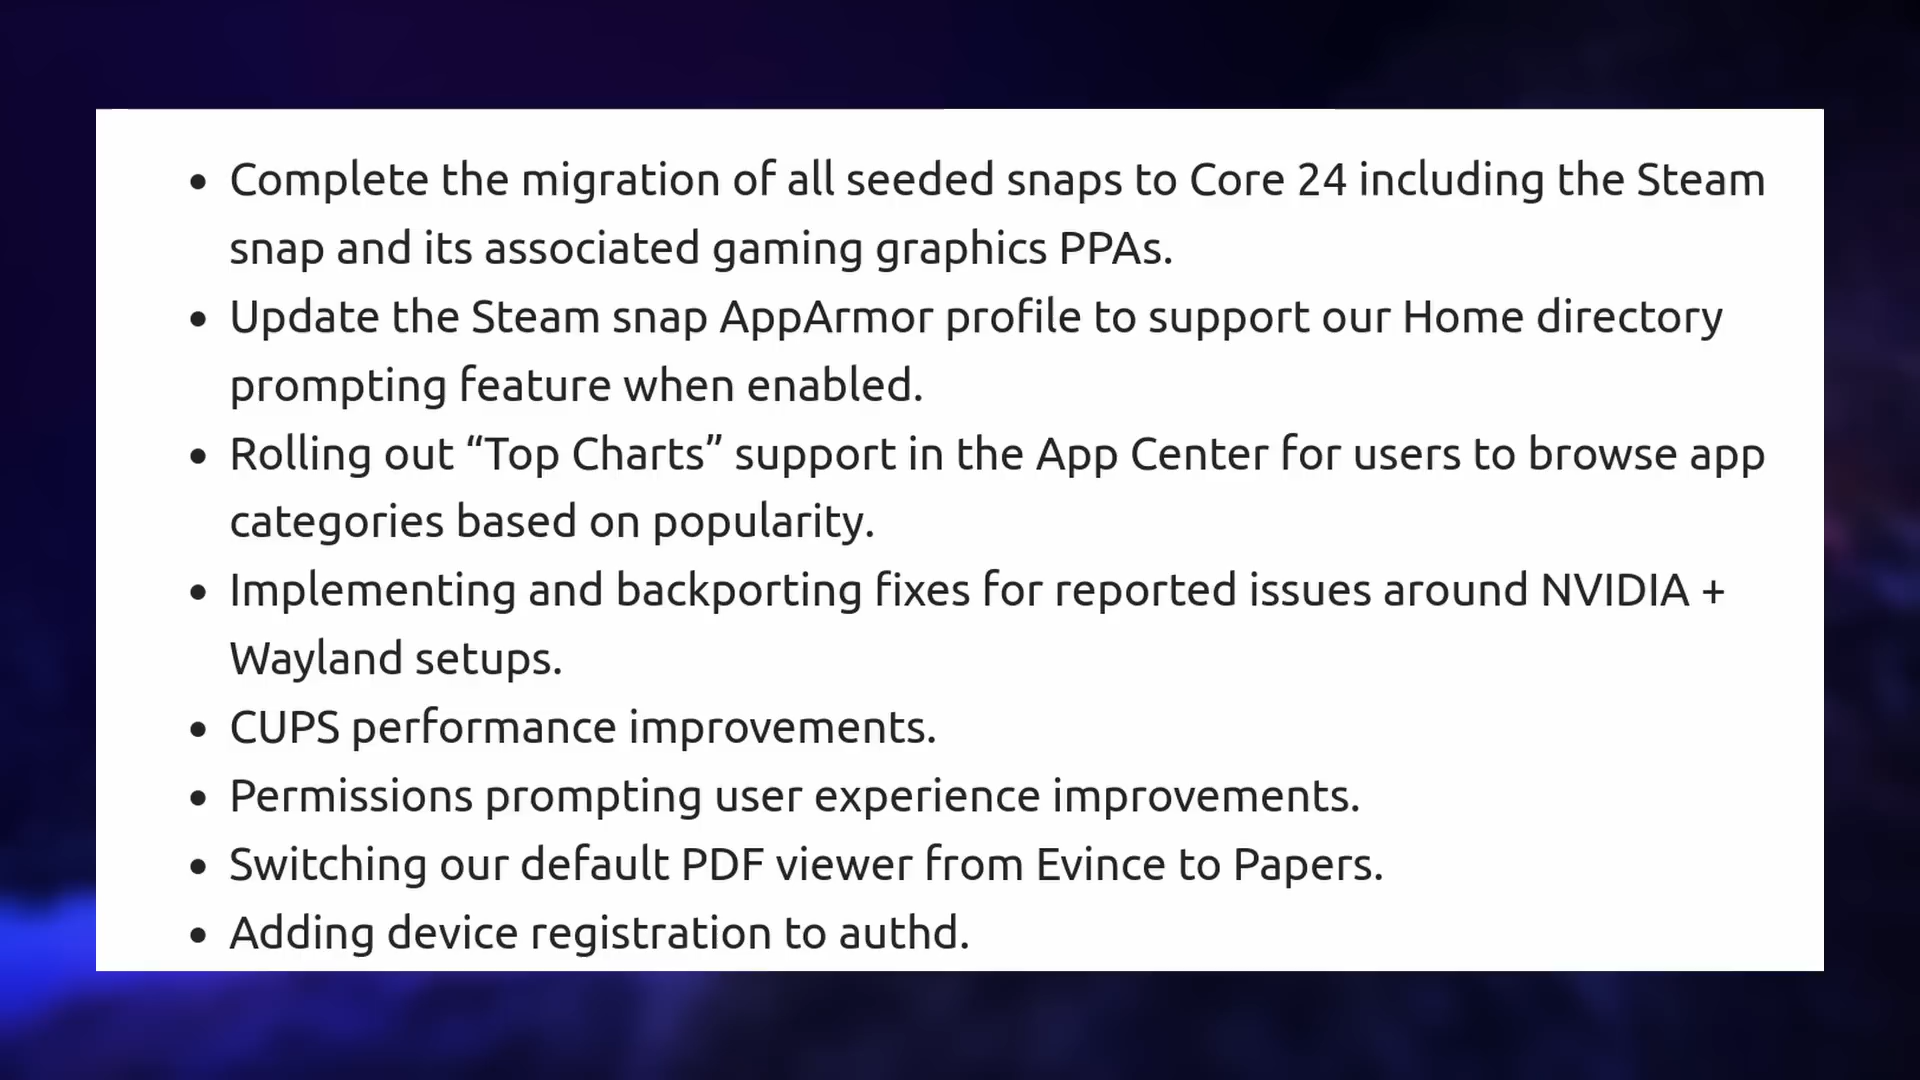 • Complete the migration of all seeded snaps to Core 24 including the Steam
snap and its associated gaming graphics PPAs.
• Update the Steam snap AppArmor profile to support our Home directory
prompting feature when enabled.
• Rolling out “Top Charts” support in the App Center for users to browse app
categories based on popularity.
• Implementing and backporting fixes for reported issues around NVIDIA +
Wayland setups.
• CUPS performance improvements.
• Permissions prompting user experience improvements.
• Switching our default PDF viewer from Evince to Papers.
• Adding device registration to authd.